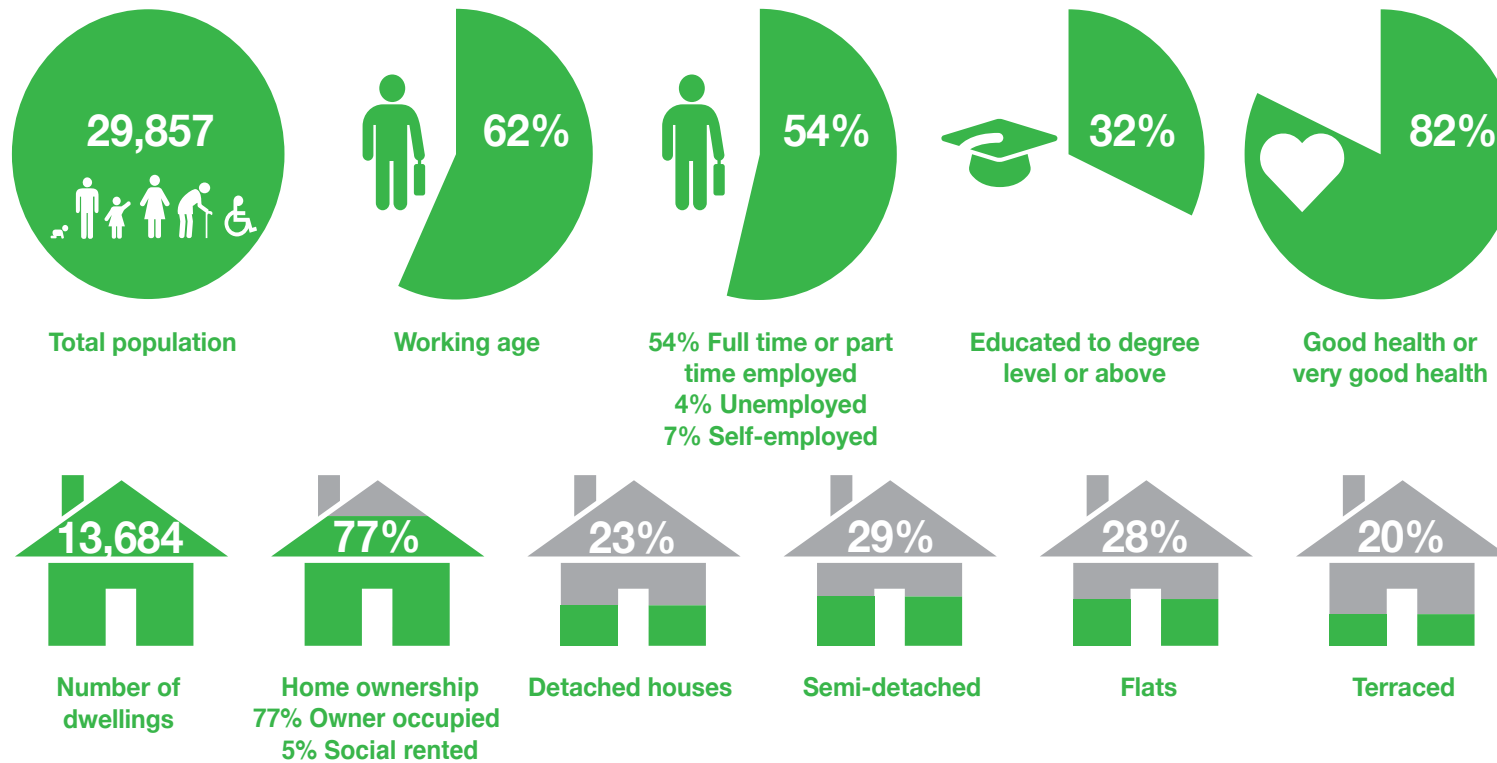 29,857
62%
54%
32%
82%
Total population
Working age
54% Full time or part
time employed
4% Unemployed
7% Self-employed
Educated to degree
level or above
Good health or
very good health
13,684
77%
23%
29%
28%
20%
Number of
dwellings
Home ownership
77% Owner occupied
5% Social rented
Detached houses
Semi-detached
Flats
Terraced